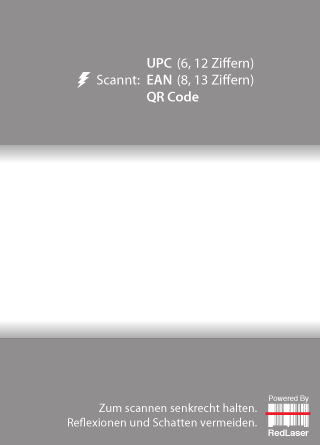 UPC (6, 12 Ziffern)
Scannt: EAN (8, 13 Ziffern)
QR Code
Zum scannen senkrecht halten.
Reflexionen und Schatten vermeiden.
Powered By
RedLaser